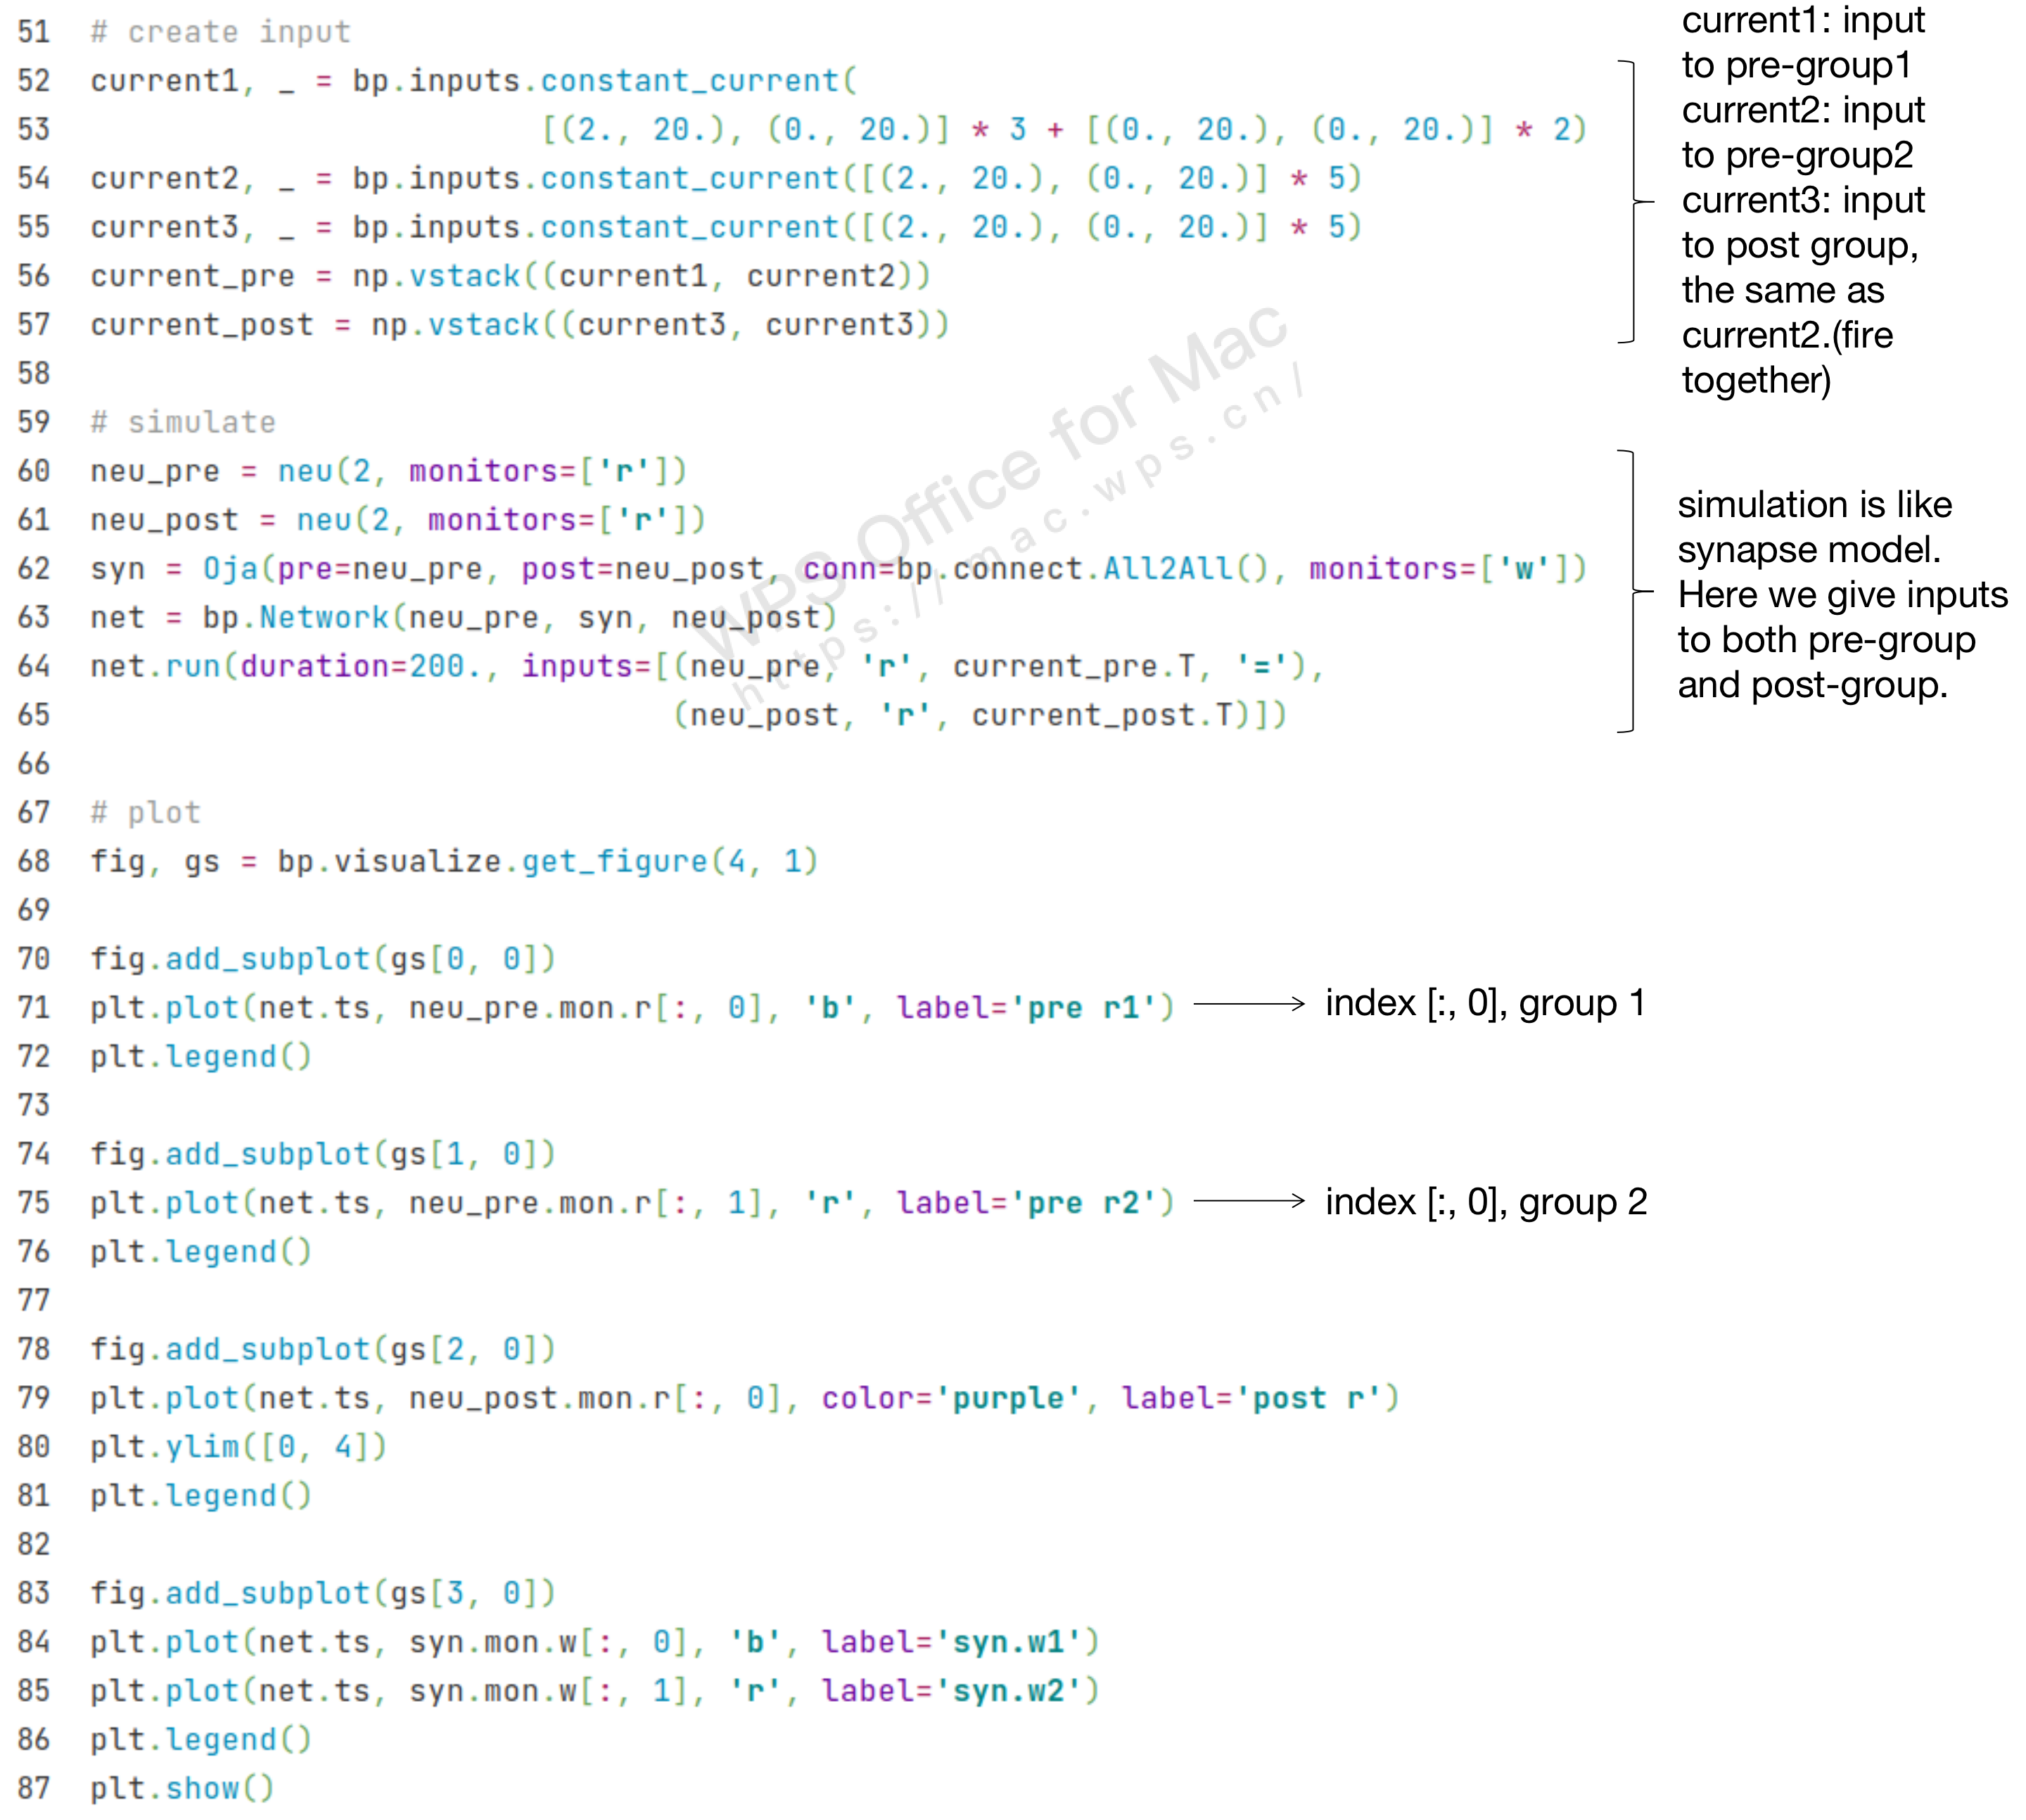 51 # create input
52 current1, _ = bp.inputs.constant_current(
53 [(2., 20.), (0., 20.)] * 3 + [(0., 20.), (0., 20.)] * 2)
54 current2, _ = bp.inputs.constant_current([(2., 20.), (0., 20.)] * 5)
55 current3, _ = bp.inputs.constant_current([(2., 20.), (0., 20.)] * 5)
56 current_pre = np.vstack((current1, current2))
57 current_post = np.vstack((current3, current3))
58
current1: input
to pre-group1
current2: input
to pre-group2
current3: input
to post group,
the same as
current2.(fire
together)
59 # simulate
60 neu_pre = neu(2, monitors=['r'])
61 neu_post = neu(2, monitors=['r'])
62 syn = Oja(pre=neu_pre, post=neu_post, conn=bp.connect.All2All(), monitors=['w'])
63 net = bp.Network(neu_pre, syn, neu_post)
64 net.run(duration=200., inputs=[(neu_pre, 'r', current_pre.T, '='),
65 (neu_post, 'r', current_post.T)])
66
simulation is like
synapse model.
Here we give inputs
to both pre-group
and post-group.
WPS Office for Mac
https://mac.wps.cn/
67 # plot
68 fig, gs = bp.visualize.get_figure(4, 1)
69
70 fig.add_subplot(gs[0, 0])
71 plt.plot(net.ts, neu_pre.mon.r[:, 0], 'b', label='pre r1') index [:, 0], group 1
72 plt.legend()
73
74 fig.add_subplot(gs[1, 0])
75 plt.plot(net.ts, neu_pre.mon.r[:, 1], 'r', label='pre r2') index [:, 0], group 2
76 plt.legend()
77
78 fig.add_subplot(gs[2, 0])
79 plt.plot(net.ts, neu_post.mon.r[:, 0], color='purple', label='post r')
80 plt.ylim([0, 4])
81 plt.legend()
82
83 fig.add_subplot(gs[3, 0])
84 plt.plot(net.ts, syn.mon.w[:, 0], 'b', label='syn.w1')
85 plt.plot(net.ts, syn.mon.w[:, 1], 'r', label='syn.w2')
86 plt.legend()
87 plt.show()